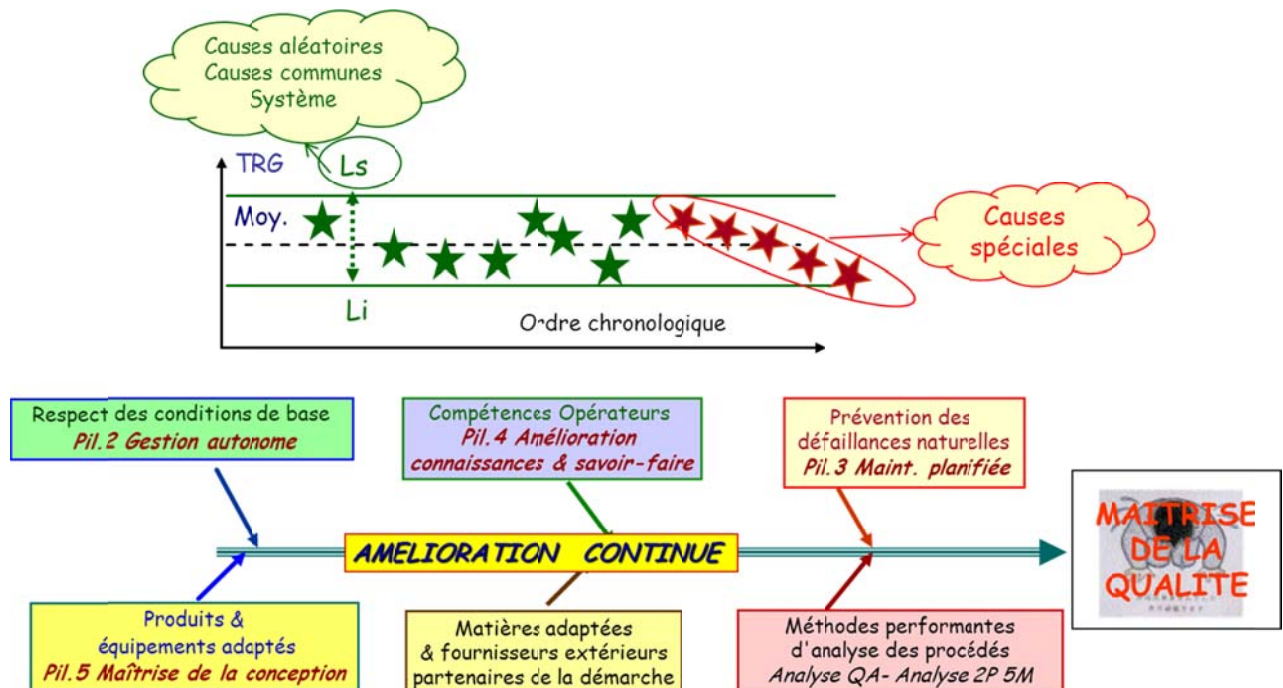 Causes aléatoires
Causes communes
Système
TRG
Ls
Moy.
Causes
spéciales
Li
Ordre chronologique
Respect des conditions de base
Pil.2 Gestion autonome
Compétences Opérateurs
Pil.4 Amélioration
connaissances & savoir-faire
Prévention des
défaillances naturelles
Pil.3 Maint. planifiée
AMELIORATION CONTINUE
MAITRISE
DE LA
QUALITE
Produits &
équipements adaptés
Pil.5 Maîtrise de la conception
Matières adaptées
& fournisseurs extérieurs
partenaires de la démarche
Méthodes performantes
d'analyse des procédés
Analyse QA- Analyse 2P 5M